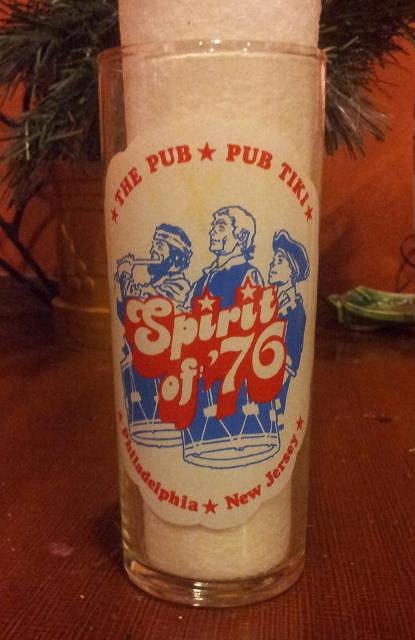 ★ THE PUB ★ PUB TIKI ★
Spirit
of '76
★ Philadelphia ★ New Jersey ★